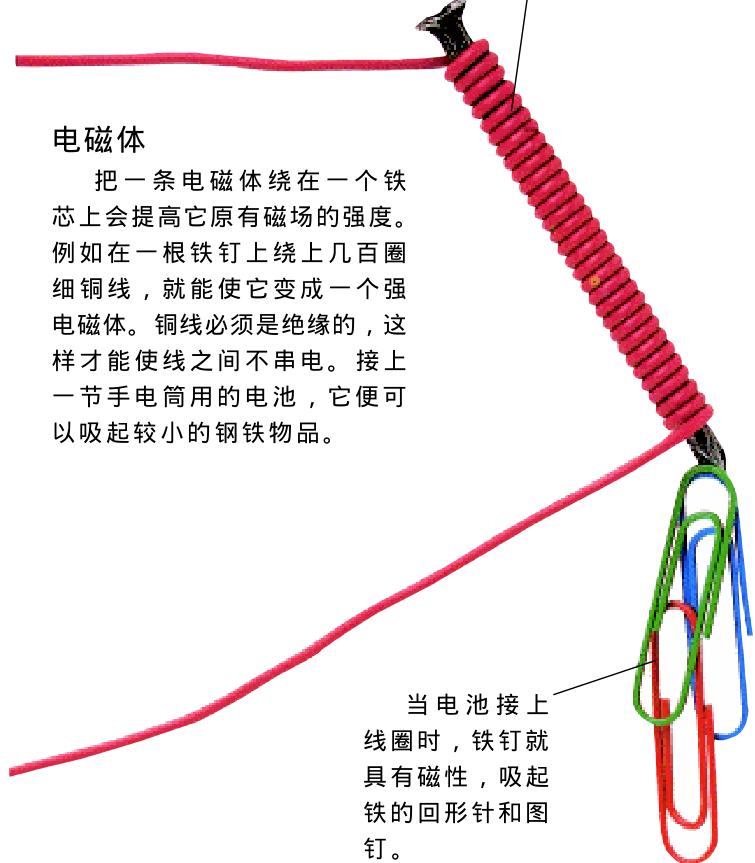 电磁体
把一条电磁体绕在一个铁
芯上会提高它原有磁场的强度。
例如在一根铁钉上绕上几百圈
细铜线，就能使它变成一个强
电磁体。铜线必须是绝缘的，这
样才能使线之间不串电。接上
一节手电筒用的电池，它便可
以吸起较小的钢铁物品。
当电池接上
线圈时，铁钉就
具有磁性，吸起
铁的回形针和图
钉。